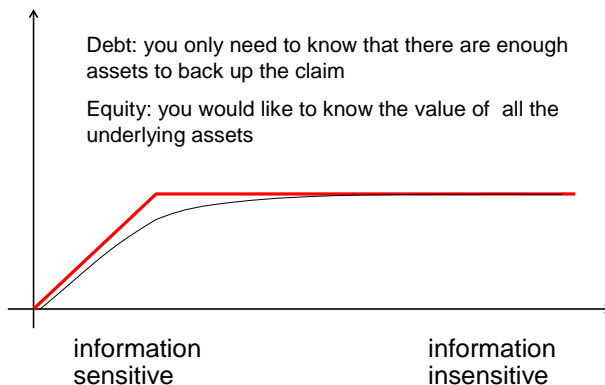 Debt: you only need to know that there are enough
assets to back up the claim
Equity: you would like to know the value of all the
underlying assets
information
sensitive
information
insensitive